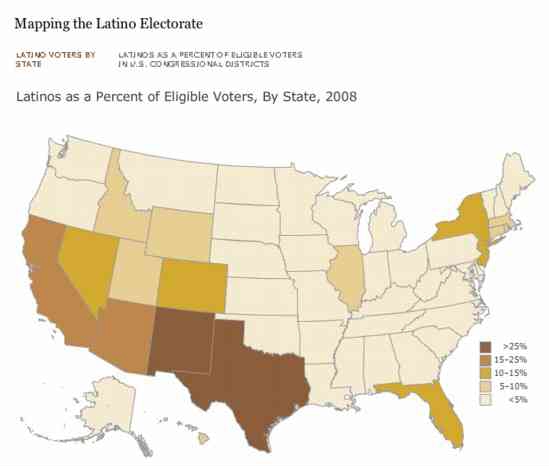 Mapping the Latino Electorate
LATINO VOTERS BY
STATE
LATINOS AS A PERCENT OF ELIGIBLE VOTERS
IN U.S. CONGRESSIONAL DISTRICTS
Latinos as a Percent of Eligible Voters, By State, 2008
>25%
15-25%
10-15%
5-10%
<5%